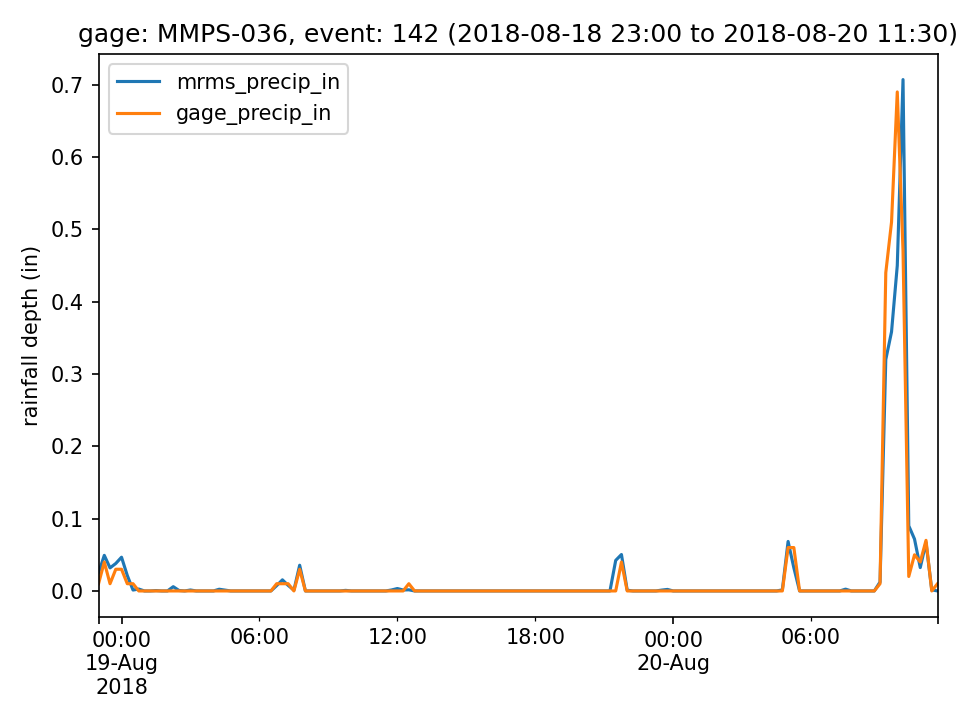 gage: MMPS-036, event: 142 (2018-08-18 23:00 to 2018-08-20 11:30)
mrms_precip_in
gage_precip_in
rainfall depth (in)
0.7
0.6
0.5
0.4
0.3
0.2
0.1
0.0
00:00 06:00 12:00 18:00 00:00 06:00
19-Aug 20-Aug
2018